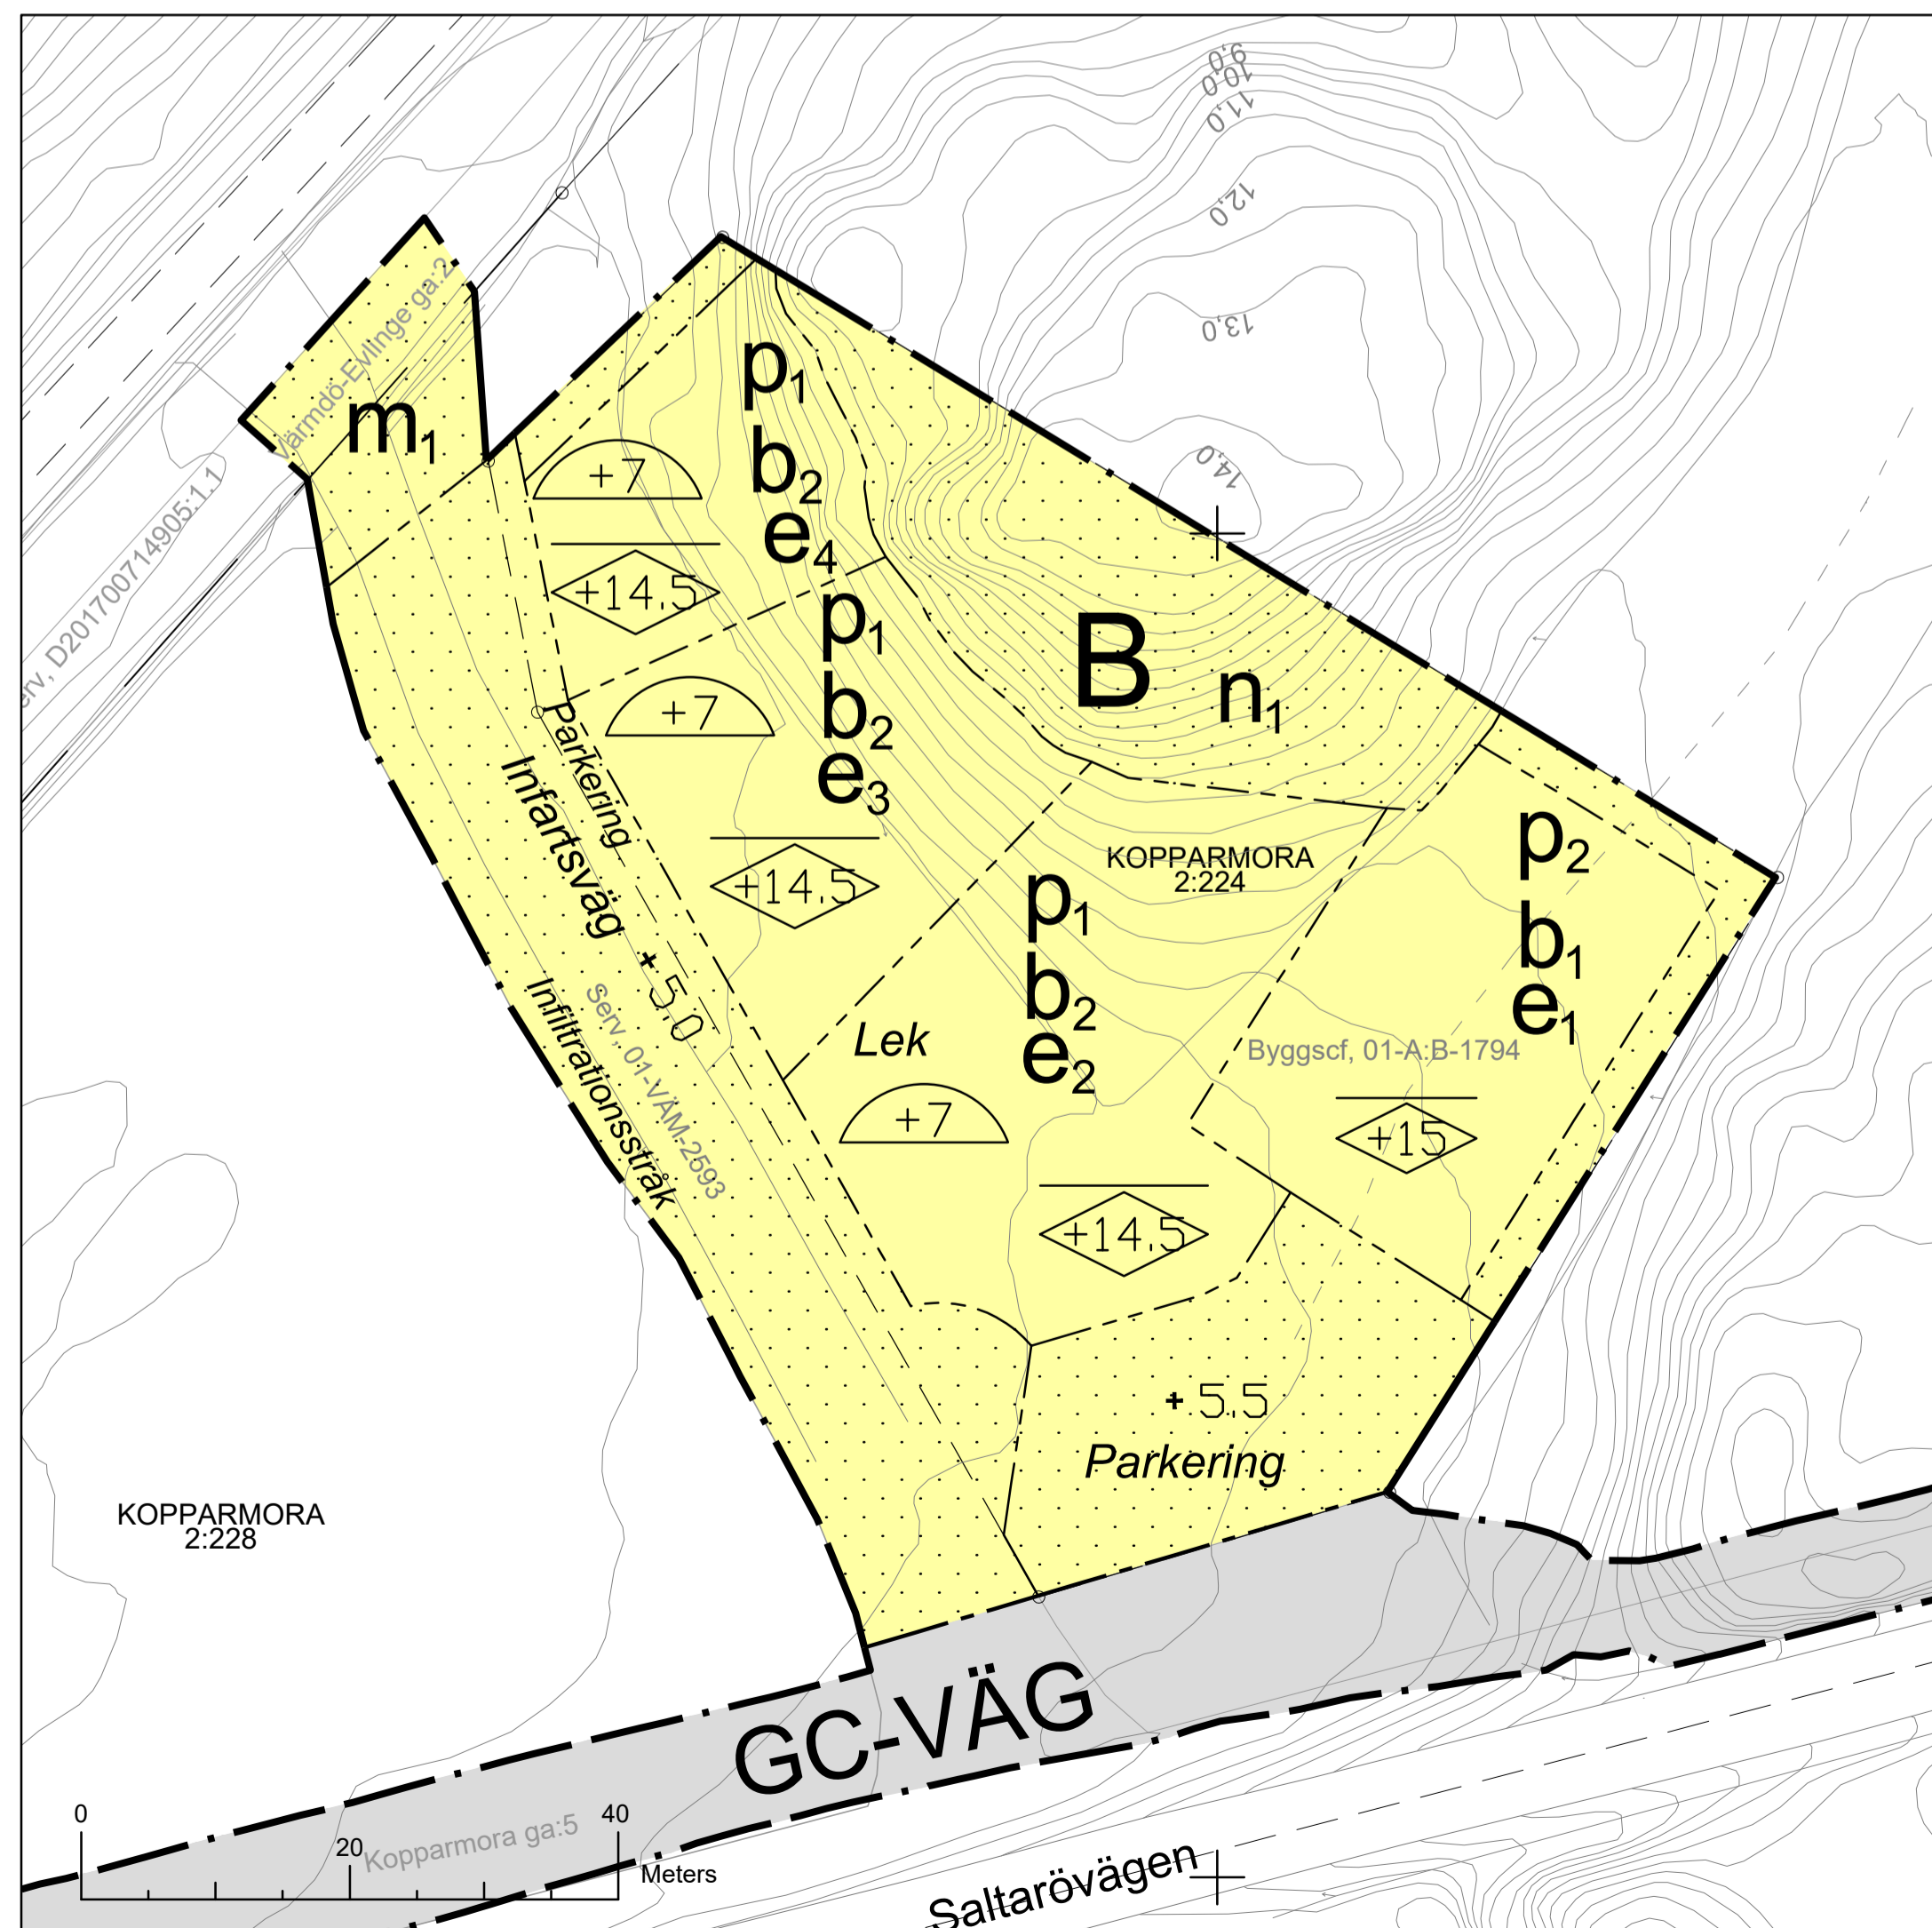 9,0
10,0
11,0
12,0
13,0
14,0
Värmdö-Evlinge ga:2
m1
erv, D201700714905:1.1
p1
b2
e4
+7
+14.5
p1
b2
e3
+7
+14.5
B
n1
Parkering
Infartsväg
+ 5.0
Infiltrationsstråk
Serv, 01-VÄM-2593
KOPPARMORA
2:224
p2
b1
e1
p1
b2
e2
Lek
Byggscf, 01-A:B-1794
+7
+15
+14.5
+ 5.5
Parkering
KOPPARMORA
2:228
GC-VÄG
0
20
40
Meters
Kopparmora ga:5
Saltarövägen